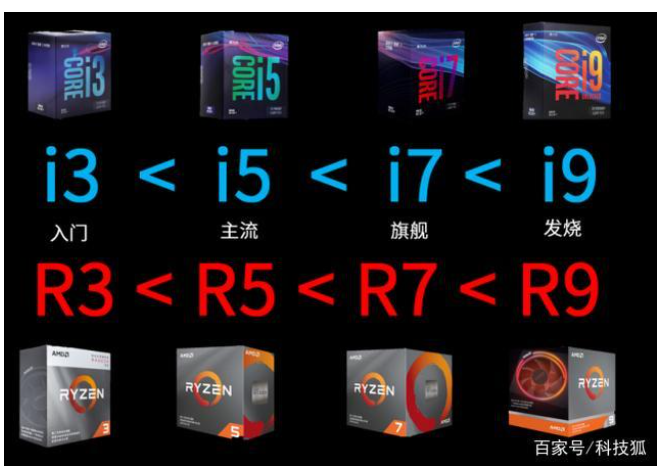 CORE i3
CORE i5
CORE i7
CORE i9
i3 < i5 < i7 < i9
入门 主流 旗舰 发烧
R3 < R5 < R7 < R9
AMD
RYZEN
3
AMD
RYZEN
5
AMD
RYZEN
7
AMD
RYZEN
9
百家号/科技狐